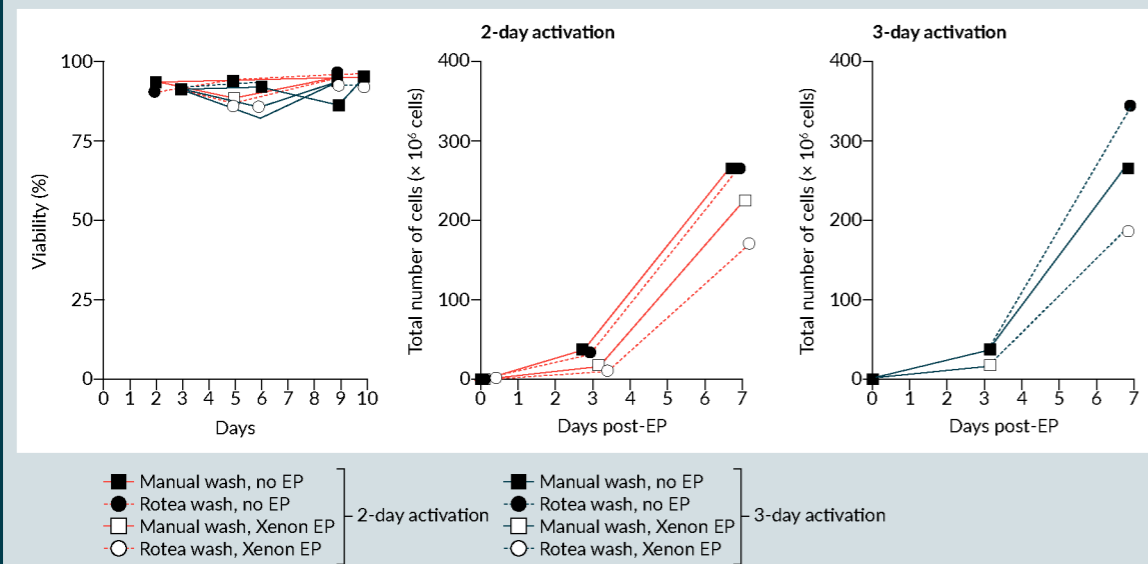 2-day activation
3-day activation
100
75
50
25
0
Viability (%)
0 1 2 3 4 5 6 7 8 9 10
Days
400
300
200
100
0
Total number of cells (× 10⁶ cells)
0 1 2 3 4 5 6 7
Days post-EP
400
300
200
100
0
Total number of cells (× 10⁶ cells)
0 1 2 3 4 5 6 7
Days post-EP
Manual wash, no EP
Rotea wash, no EP
Manual wash, Xenon EP
Rotea wash, Xenon EP
2-day activation
Manual wash, no EP
Rotea wash, no EP
Manual wash, Xenon EP
Rotea wash, Xenon EP
3-day activation